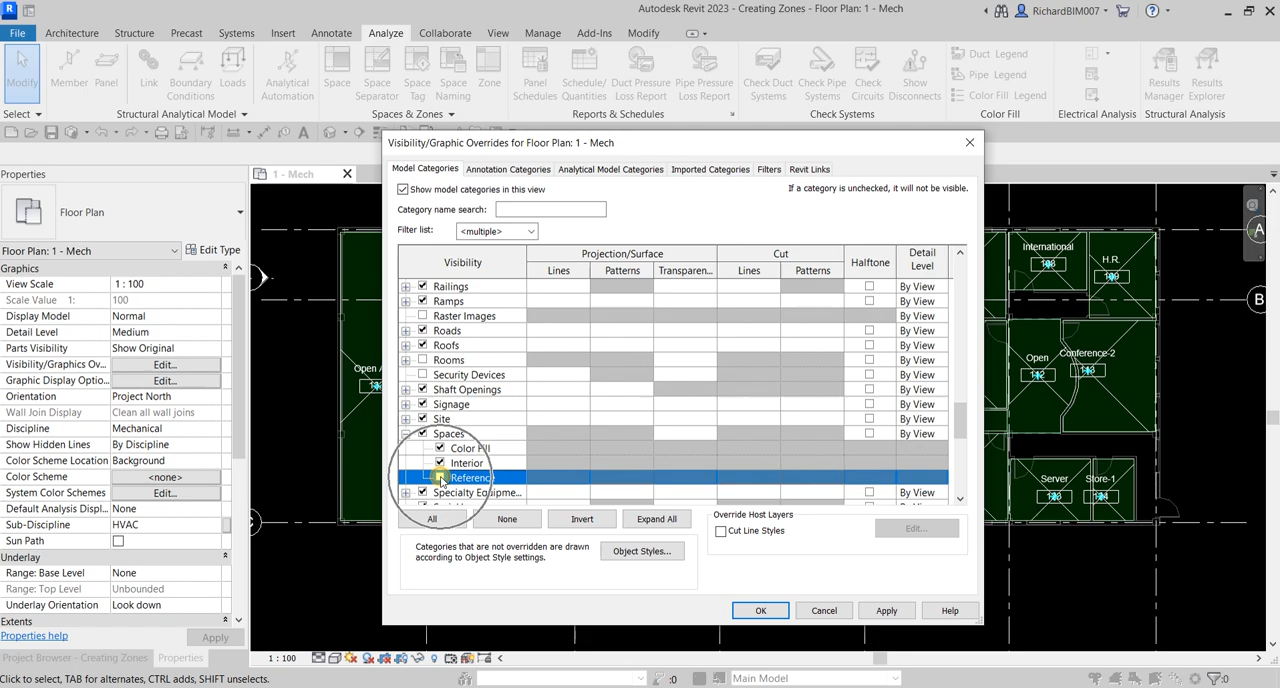 Autodesk Revit 2023 - Creating Zones - Floor Plan: 1 - Mech
RichardBIM007
File Architecture Structure Precast Systems Insert Annotate Analyze Collaborate View Manage Add-Ins Modify
Modify Member Panel Link Boundary Conditions Loads Analytical Automation Space Space Separator Space Tag Space Naming Zone Panel Schedules Schedule/ Quantities Duct Pressure Loss Report Pipe Pressure Loss Report Check Duct Systems Check Pipe Systems Check Circuits Show Disconnects Duct Legend Pipe Legend Color Fill Legend Results Manager Results Explorer
Select Structural Analytical Model Spaces & Zones Reports & Schedules Check Systems Color Fill Electrical Analysis Structural Analysis
Properties
Floor Plan
Floor Plan: 1 - Mech Edit Type
Graphics
View Scale 1 : 100
Scale Value 1: 100
Display Model Normal
Detail Level Medium
Parts Visibility Show Original
Visibility/Graphics Ov... Edit...
Graphic Display Optio... Edit...
Orientation Project North
Wall Join Display Clean all wall joins
Discipline Mechanical
Show Hidden Lines By Discipline
Color Scheme Location Background
Color Scheme <none>
System Color Schemes Edit...
Default Analysis Displ... None
Sub-Discipline HVAC
Sun Path
Underlay
Range: Base Level None
Range: Top Level Unbounded
Underlay Orientation Look down
Extents
Properties help Apply
Project Browser - Creating Zones Properties
1 - Mech
Visibility/Graphic Overrides for Floor Plan: 1 - Mech
Model Categories Annotation Categories Analytical Model Categories Imported Categories Filters Revit Links
Show model categories in this view If a category is unchecked, it will not be visible.
Category name search:
Filter list: <multiple>
Visibility Projection/Surface Cut Halftone Detail Level
Lines Patterns Transparen... Lines Patterns
Railings By View
Ramps By View
Raster Images
Roads By View
Roofs By View
Rooms By View
Security Devices By View
Shaft Openings By View
Signage By View
Site By View
Spaces By View
Color Fill
Interior
Reference
Specialty Equipme... By View
All None Invert Expand All
Override Host Layers
Cut Line Styles Edit...
Categories that are not overridden are drawn
according to Object Style settings.
Object Styles...
OK Cancel Apply Help
International
108
H.R.
109
A
B
Open
112
Conference-2
113
Server
Store-1
1 : 100
Click to select, TAB for alternates, CTRL adds, SHIFT unselects.
:0
Main Model
:0